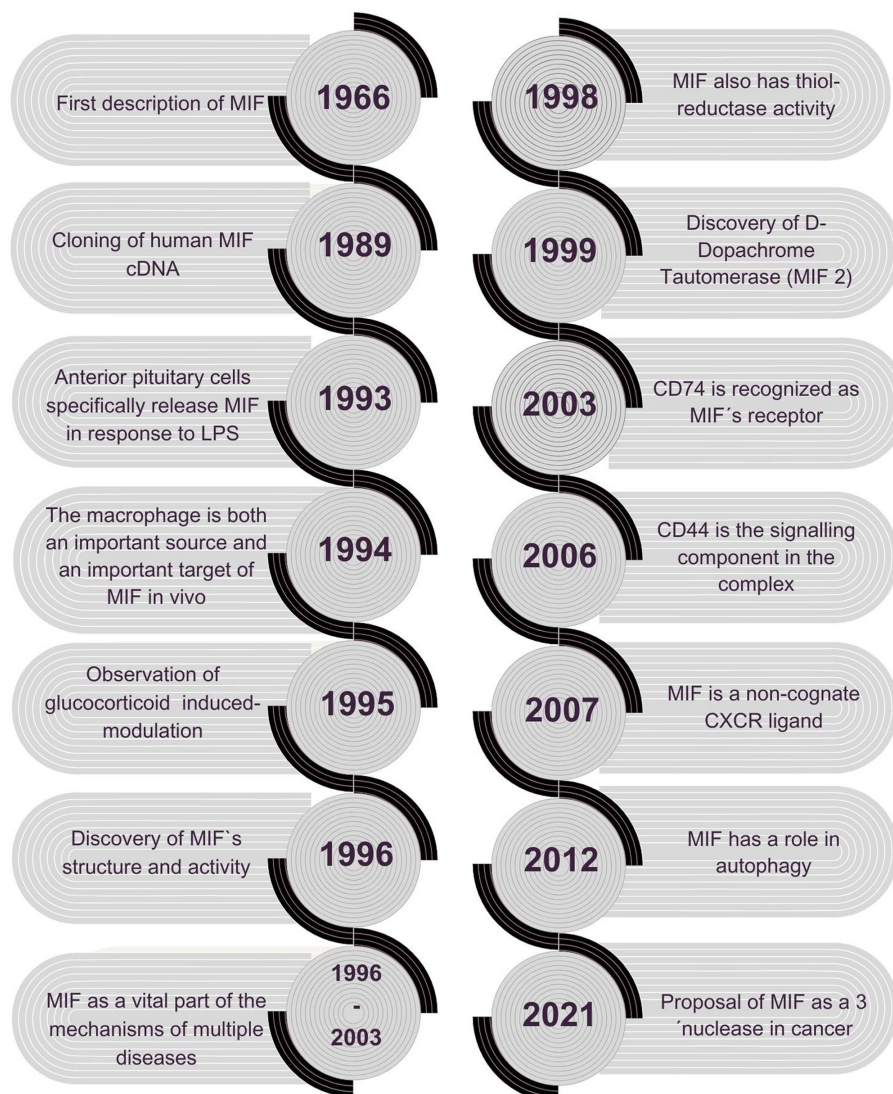 1966
First description of MIF
1989
Cloning of human MIF
cDNA
1993
Anterior pituitary cells
specifically release MIF
in response to LPS
1994
The macrophage is both
an important source and
an important target of
MIF in vivo
1995
Observation of
glucocorticoid  induced-
modulation
1996
Discovery of MIF`s
structure and activity
1996
-
2003
MIF as a vital part of the
mechanisms of multiple
diseases
1998
MIF also has thiol-
reductase activity
1999
Discovery of D-
Dopachrome
Tautomerase (MIF 2)
2003
CD74 is recognized as
MIF´s receptor
2006
CD44 is the signalling
component in the
complex
2007
MIF is a non-cognate
CXCR ligand
2012
MIF has a role in
autophagy
2021
Proposal of MIF as a 3
´nuclease in cancer